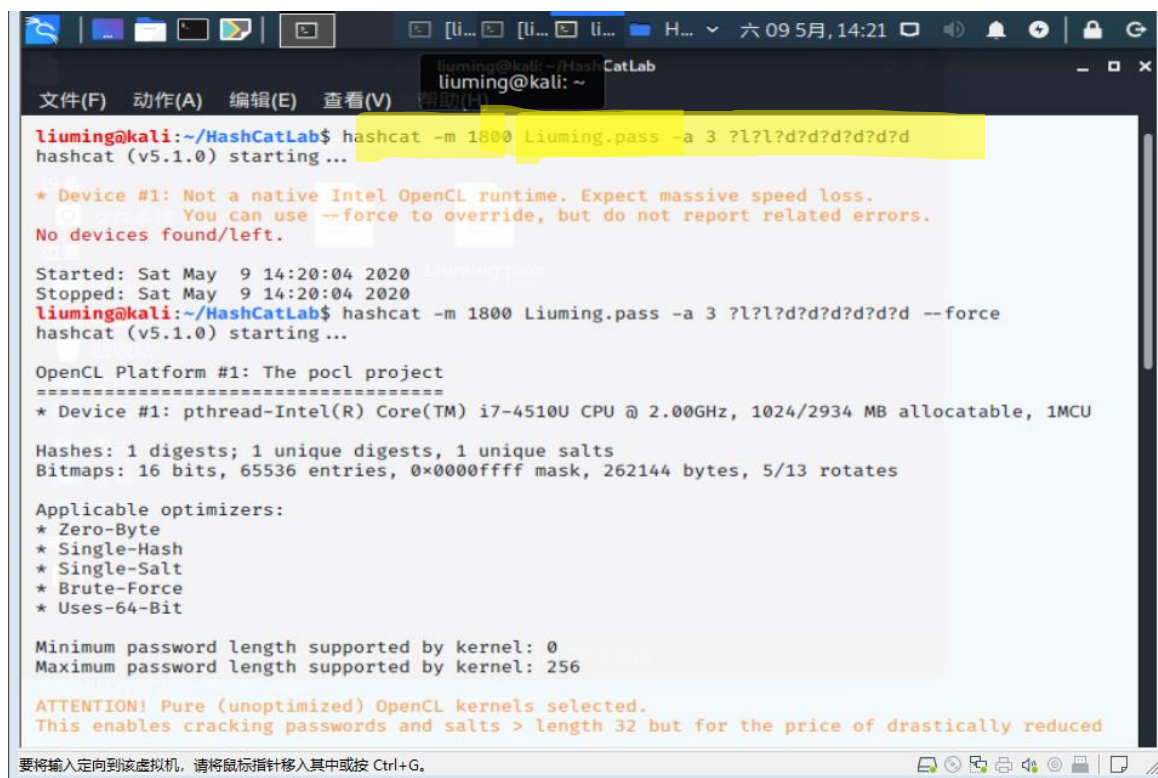 [li... [li... li... H... 六 09 5月, 14:21
liuming@kali: ~/HashCatLab
liuming@kali: ~
文件(F) 动作(A) 编辑(E) 查看(V) 帮助(H)
liuming@kali:~/HashCatLab$ hashcat -m 1800 Liuming.pass -a 3 ?l?l?d?d?d?d?d?d
hashcat (v5.1.0) starting...
* Device #1: Not a native Intel OpenCL runtime. Expect massive speed loss.
You can use --force to override, but do not report related errors.
No devices found/left.
Started: Sat May  9 14:20:04 2020
Stopped: Sat May  9 14:20:04 2020
liuming@kali:~/HashCatLab$ hashcat -m 1800 Liuming.pass -a 3 ?l?l?d?d?d?d?d?d --force
hashcat (v5.1.0) starting...
OpenCL Platform #1: The pocl project
====================================
* Device #1: pthread-Intel(R) Core(TM) i7-4510U CPU @ 2.00GHz, 1024/2934 MB allocatable, 1MCU
Hashes: 1 digests; 1 unique digests, 1 unique salts
Bitmaps: 16 bits, 65536 entries, 0×0000ffff mask, 262144 bytes, 5/13 rotates
Applicable optimizers:
* Zero-Byte
* Single-Hash
* Single-Salt
* Brute-Force
* Uses-64-Bit
Minimum password length supported by kernel: 0
Maximum password length supported by kernel: 256
ATTENTION! Pure (unoptimized) OpenCL kernels selected.
This enables cracking passwords and salts > length 32 but for the price of drastically reduced
要将输入定向到该虚拟机，请将鼠标指针移入其中或按 Ctrl+G。